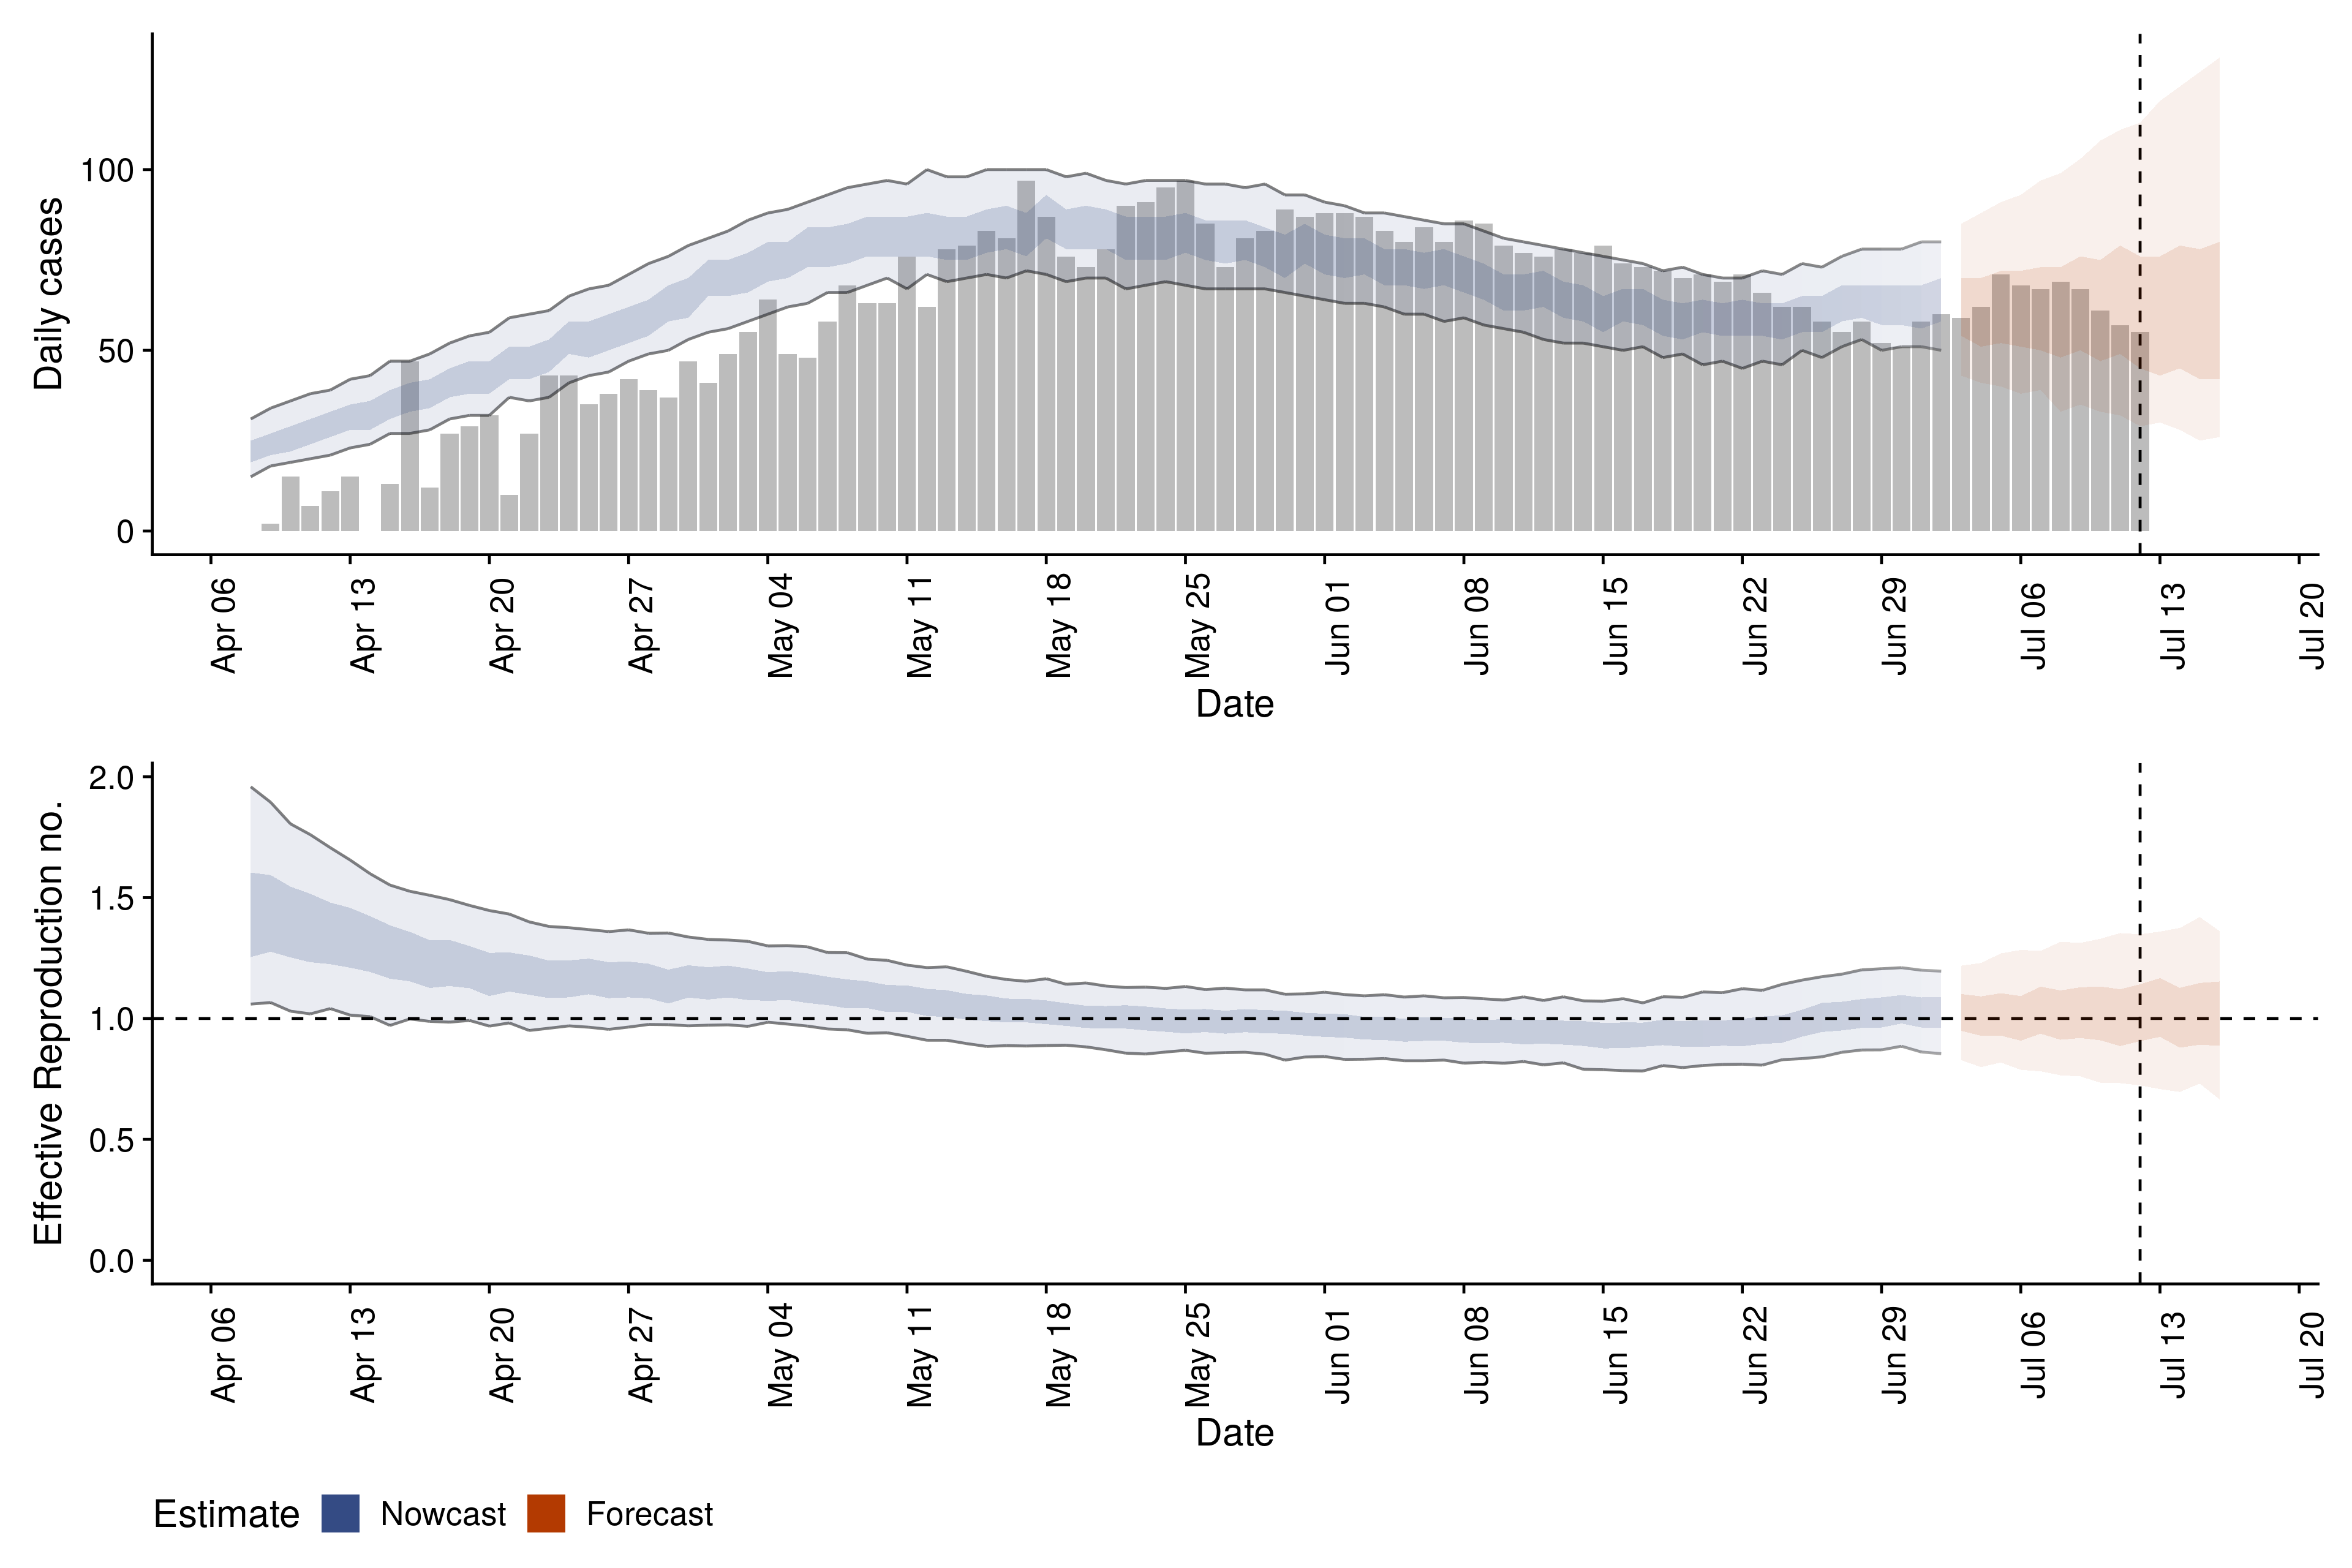 Daily cases
100
50
0
Apr 06
Apr 13
Apr 20
Apr 27
May 04
May 11
May 18
May 25
Jun 01
Jun 08
Jun 15
Jun 22
Jun 29
Jul 06
Jul 13
Jul 20
Date
Effective Reproduction no.
2.0
1.5
1.0
0.5
0.0
Apr 06
Apr 13
Apr 20
Apr 27
May 04
May 11
May 18
May 25
Jun 01
Jun 08
Jun 15
Jun 22
Jun 29
Jul 06
Jul 13
Jul 20
Date
Estimate Nowcast Forecast